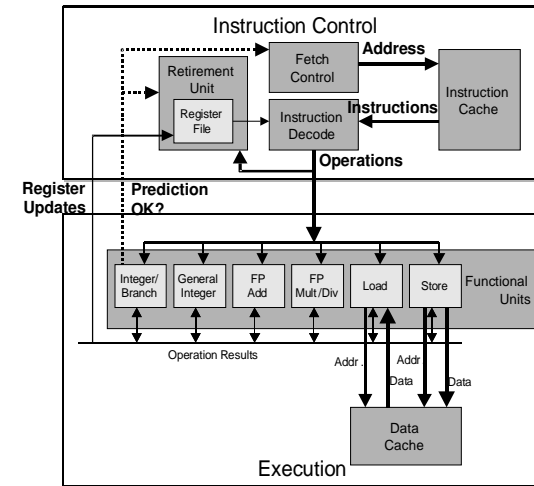 Instruction Control
Address
Fetch
Control
Retirement
Unit
Instruction
Cache
Register
File
Instructions
Instruction
Decode
Operations
Register
Updates
Prediction
OK?
Integer/
Branch
General
Integer
FP
Add
FP
Mult/Div
Load
Store
Functional
Units
Operation Results
Addr.
Addr
Data
Data
Data
Cache
Execution